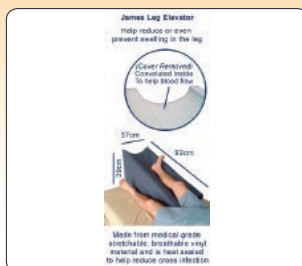 James Leg Elevator
Help reduce or even
prevent swelling in the leg
(Cover Removed)
Convoluted Inside
To help blood flow
57cm
92cm
Made from medical grade
stretchable, breathable vinyl
material and is heat sealed
to help reduce cross infection